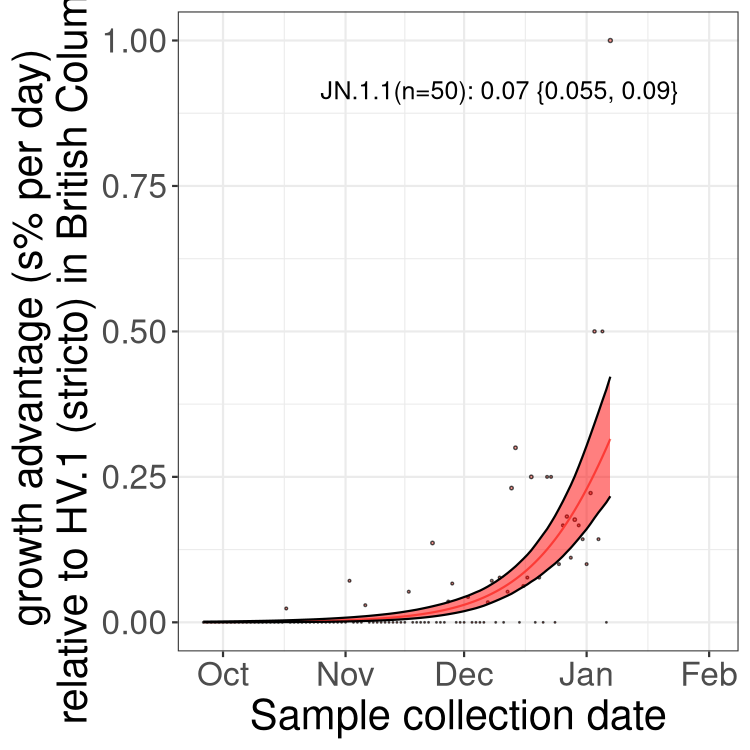 growth advantage (s% per day)
relative to HV.1 (stricto) in British Colum
1.00
0.75
0.50
0.25
0.00
JN.1.1(n=50): 0.07 {0.055, 0.09}
Oct Nov Dec Jan Feb
Sample collection date